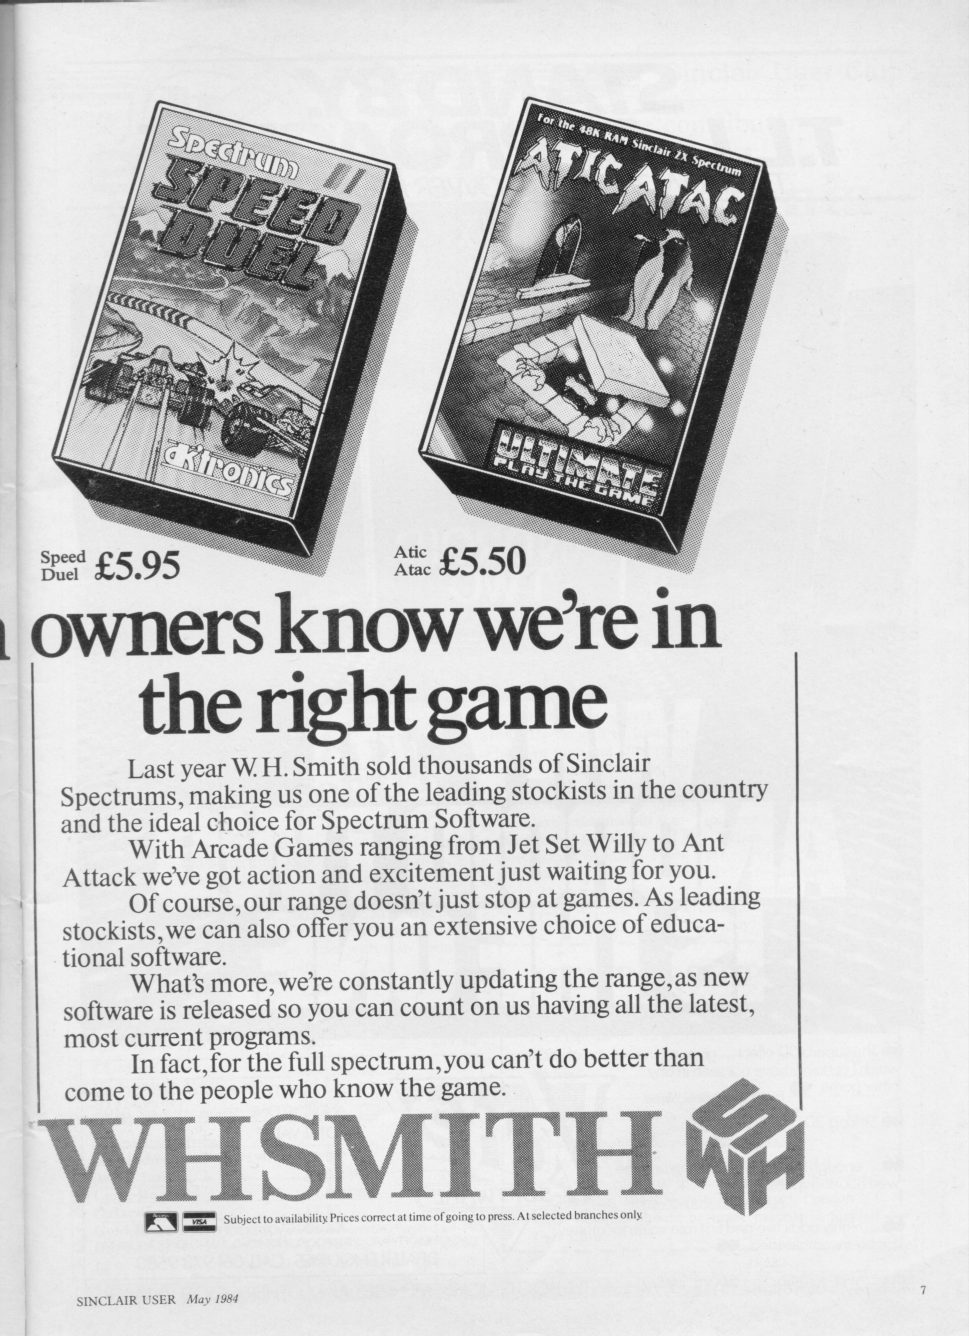 Spectrum
SPEED
DUEL
dK'tronics
For the 48K RAM Sinclair ZX Spectrum
ATIC ATAC
ULTIMATE
PLAY THE GAME
Speed
Duel £5.95
Atic
Atac £5.50
owners know we're in
the right game
Last year W.H. Smith sold thousands of Sinclair
Spectrums, making us one of the leading stockists in the country
and the ideal choice for Spectrum Software.
With Arcade Games ranging from Jet Set Willy to Ant
Attack we've got action and excitement just waiting for you.
Of course, our range doesn't just stop at games. As leading
stockists, we can also offer you an extensive choice of educa-
tional software.
What's more, we're constantly updating the range, as new
software is released so you can count on us having all the latest,
most current programs.
In fact, for the full spectrum, you can't do better than
come to the people who know the game.
WHSMITH WHS
VISA Subject to availability. Prices correct at time of going to press. At selected branches only.
SINCLAIR USER May 1984 7